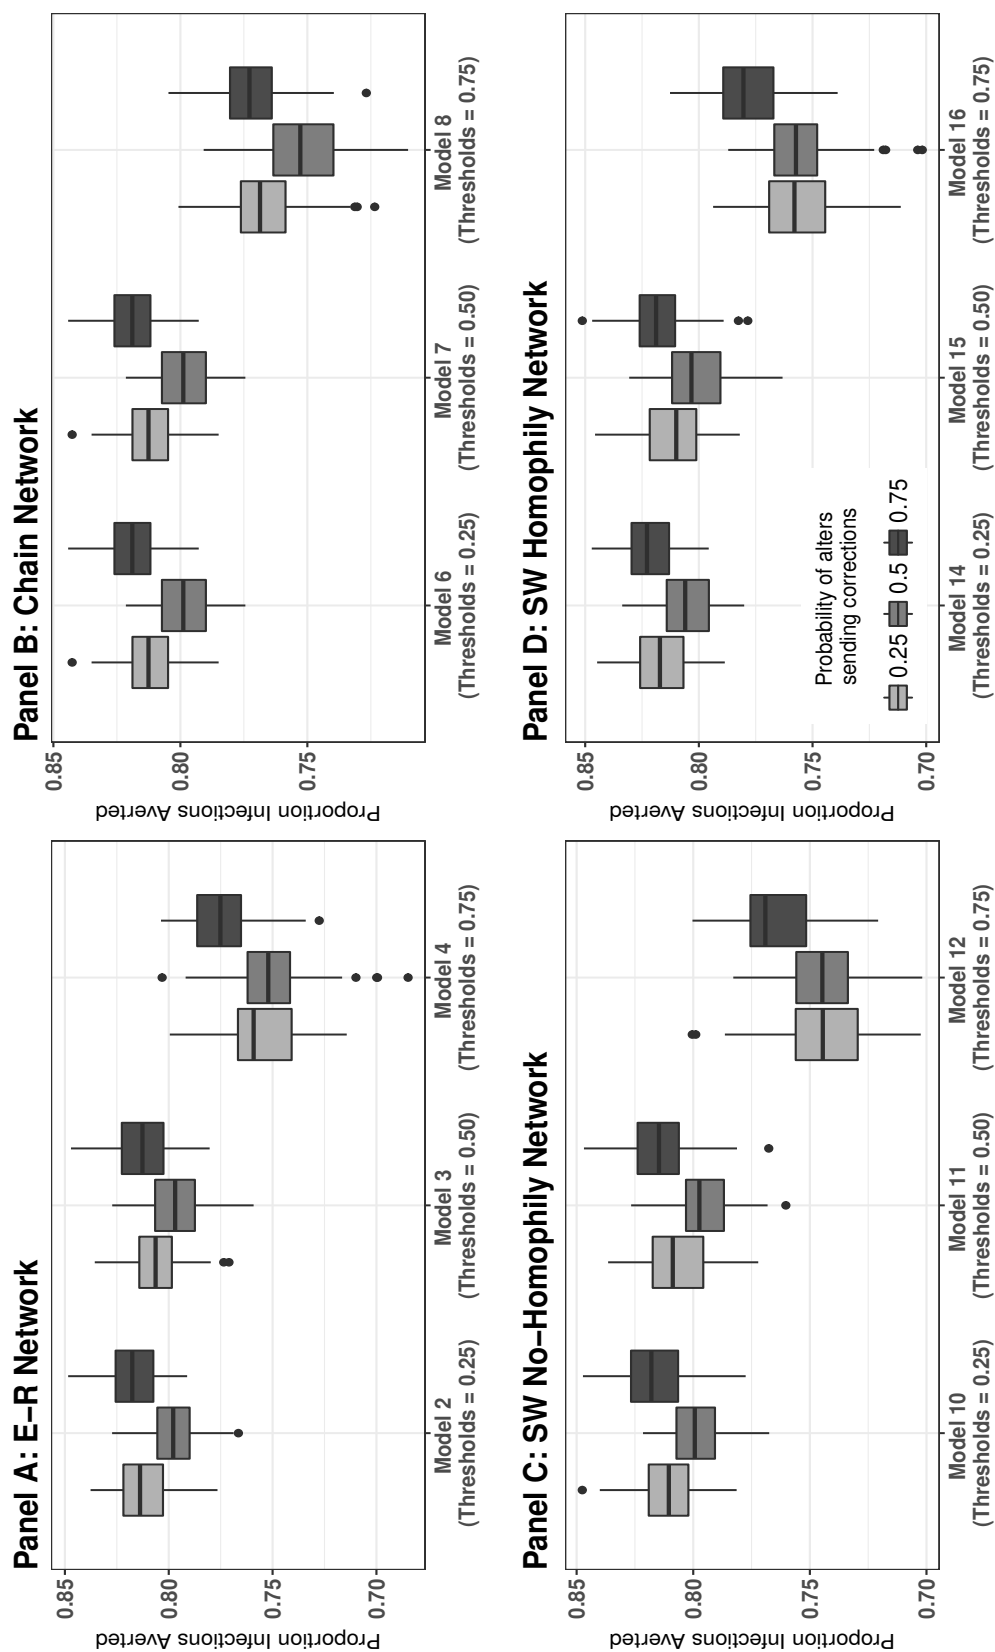 Panel A: E−R Network
Proportion Infections Averted
0.85
0.80
0.75
0.70
Model 2
(Thresholds = 0.25)
Model 3
(Thresholds = 0.50)
Model 4
(Thresholds = 0.75)
Panel B: Chain Network
Proportion Infections Averted
0.85
0.80
0.75
Model 6
(Thresholds = 0.25)
Model 7
(Thresholds = 0.50)
Model 8
(Thresholds = 0.75)
Panel C: SW No−Homophily Network
Proportion Infections Averted
0.85
0.80
0.75
0.70
Model 10
(Thresholds = 0.25)
Model 11
(Thresholds = 0.50)
Model 12
(Thresholds = 0.75)
Panel D: SW Homophily Network
Proportion Infections Averted
0.85
0.80
0.75
0.70
Probability of alters
sending corrections
0.25 0.5 0.75
Model 14
(Thresholds = 0.25)
Model 15
(Thresholds = 0.50)
Model 16
(Thresholds = 0.75)